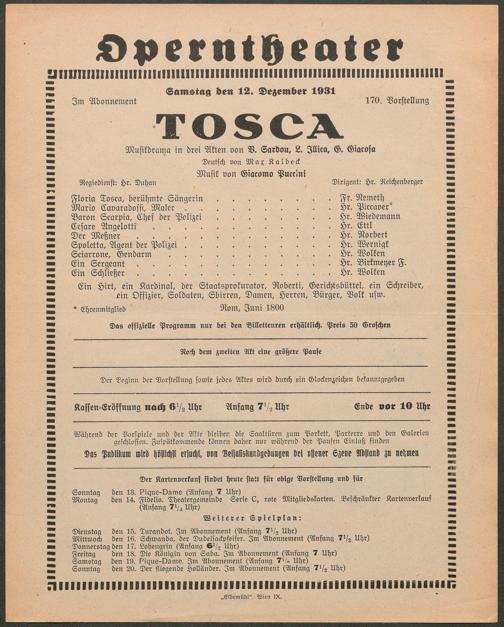 Operntheater
Samstag den 12. Dezember 1931
Im Abonnement 170. Vorstellung
TOSCA
Musikdrama in drei Akten von V. Sardou, L. Illica, G. Giacosa
Deutsch von Max Kalbeck
Musik von Giacomo Puccini
Regiedienst: Hr. Duhan Dirigent: Hr. Reichenberger
Floria Tosca, berühmte Sängerin . . . . . . . . Fr. Nemeth
Mario Cavaradossi, Maler . . . . . . . . Hr. Piccaver*
Baron Scarpia, Chef der Polizei . . . . . . . . Hr. Wiedemann
Cesare Angelotti . . . . . . . . Hr. Ettl
Der Meßner . . . . . . . . Hr. Norbert
Spoletta, Agent der Polizei . . . . . . . . Hr. Wernigk
Sciarrone, Gendarm . . . . . . . . Hr. Wolken
Ein Sergeant . . . . . . . . Hr. Birkmeyer F.
Ein Schließer . . . . . . . . Hr. Wolken
Ein Hirt, ein Kardinal, der Staatsprokurator, Roberti, Gerichtsbüttel, ein Schreiber,
ein Offizier, Soldaten, Sbirren, Damen, Herren, Bürger, Volk usw.
* Ehrenmitglied Rom, Juni 1800
Das offizielle Programm nur bei den Billetteuren erhältlich. Preis 50 Groschen
Nach dem zweiten Akt eine größere Pause
Der Beginn der Vorstellung sowie jedes Aktes wird durch ein Glockenzeichen bekanntgegeben
Kassen-Eröffnung nach 6½ Uhr Anfang 7½ Uhr Ende vor 10 Uhr
Während der Vorspiele und der Akte bleiben die Saaltüren zum Parkett, Parterre und den Galerien
geschlossen. Zuspätkommende können daher nur während der Pausen Einlaß finden
Das Publikum wird höflichst ersucht, von Beifallskundgebungen bei offener Szene Abstand zu nehmen
Der Kartenverkauf findet heute statt für obige Vorstellung und für
Sonntag den 13. Pique-Dame (Anfang 7 Uhr)
Montag den 14. Fidelio. Theatergemeinde Serie C, rote Mitgliedskarten. Beschränkter Kartenverkauf
(Anfang 7½ Uhr)
Weiterer Spielplan:
Dienstag den 15. Turandot. Im Abonnement (Anfang 7½ Uhr)
Mittwoch den 16. Schwanda, der Dudelsackpfeifer. Im Abonnement (Anfang 7½ Uhr)
Donnerstag den 17. Lohengrin (Anfang 6½ Uhr)
Freitag den 18. Die Königin von Saba. Im Abonnement (Anfang 7 Uhr)
Samstag den 19. Pique-Dame. Im Abonnement (Anfang Uhr)
Sonntag den 20. Der fliegende Holländer. Im Abonnement (Anfang 7½ Uhr)
„Elbemühl“, Wien IX.